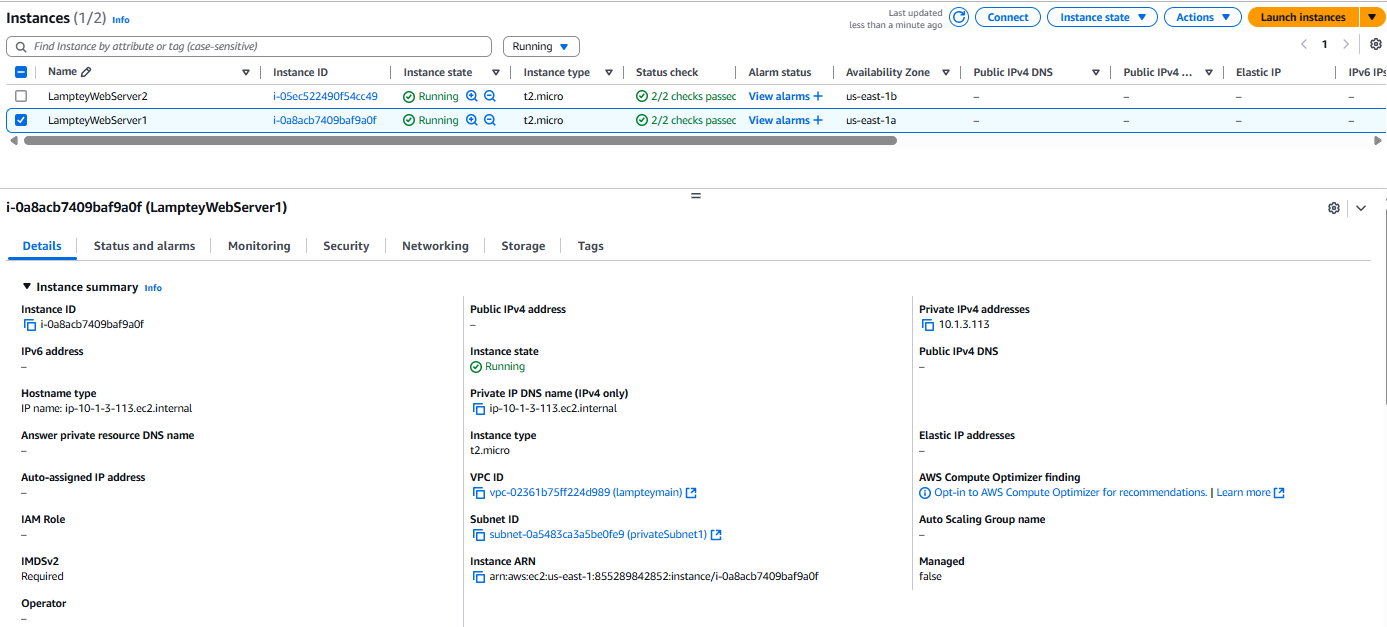 Instances (1/2) Info
Last updated
less than a minute ago
Connect
Instance state
Actions
Launch instances
Find Instance by attribute or tag (case-sensitive)
Running
1
Name Instance ID Instance state Instance type Status check Alarm status Availability Zone Public IPv4 DNS Public IPv4 ... Elastic IP IPv6 IPs
LampteyWebServer2 i-05ec522490f54cc49 Running t2.micro 2/2 checks passed View alarms + us-east-1b – – – –
LampteyWebServer1 i-0a8acb7409baf9a0f Running t2.micro 2/2 checks passed View alarms + us-east-1a – – – –
i-0a8acb7409baf9a0f (LampteyWebServer1)
Details Status and alarms Monitoring Security Networking Storage Tags
Instance summary Info
Instance ID
i-0a8acb7409baf9a0f
Public IPv4 address
–
Private IPv4 addresses
10.1.3.113
IPv6 address
–
Instance state
Running
Public IPv4 DNS
–
Hostname type
IP name: ip-10-1-3-113.ec2.internal
Private IP DNS name (IPv4 only)
ip-10-1-3-113.ec2.internal
Answer private resource DNS name
–
Instance type
t2.micro
Elastic IP addresses
–
Auto-assigned IP address
–
VPC ID
vpc-02361b75ff224d989 (lampteymain)
AWS Compute Optimizer finding
Opt-in to AWS Compute Optimizer for recommendations. | Learn more
IAM Role
–
Subnet ID
subnet-0a5483ca3a5be0fe9 (privateSubnet1)
Auto Scaling Group name
–
IMDSv2
Required
Instance ARN
arn:aws:ec2:us-east-1:855289842852:instance/i-0a8acb7409baf9a0f
Managed
false
Operator
–